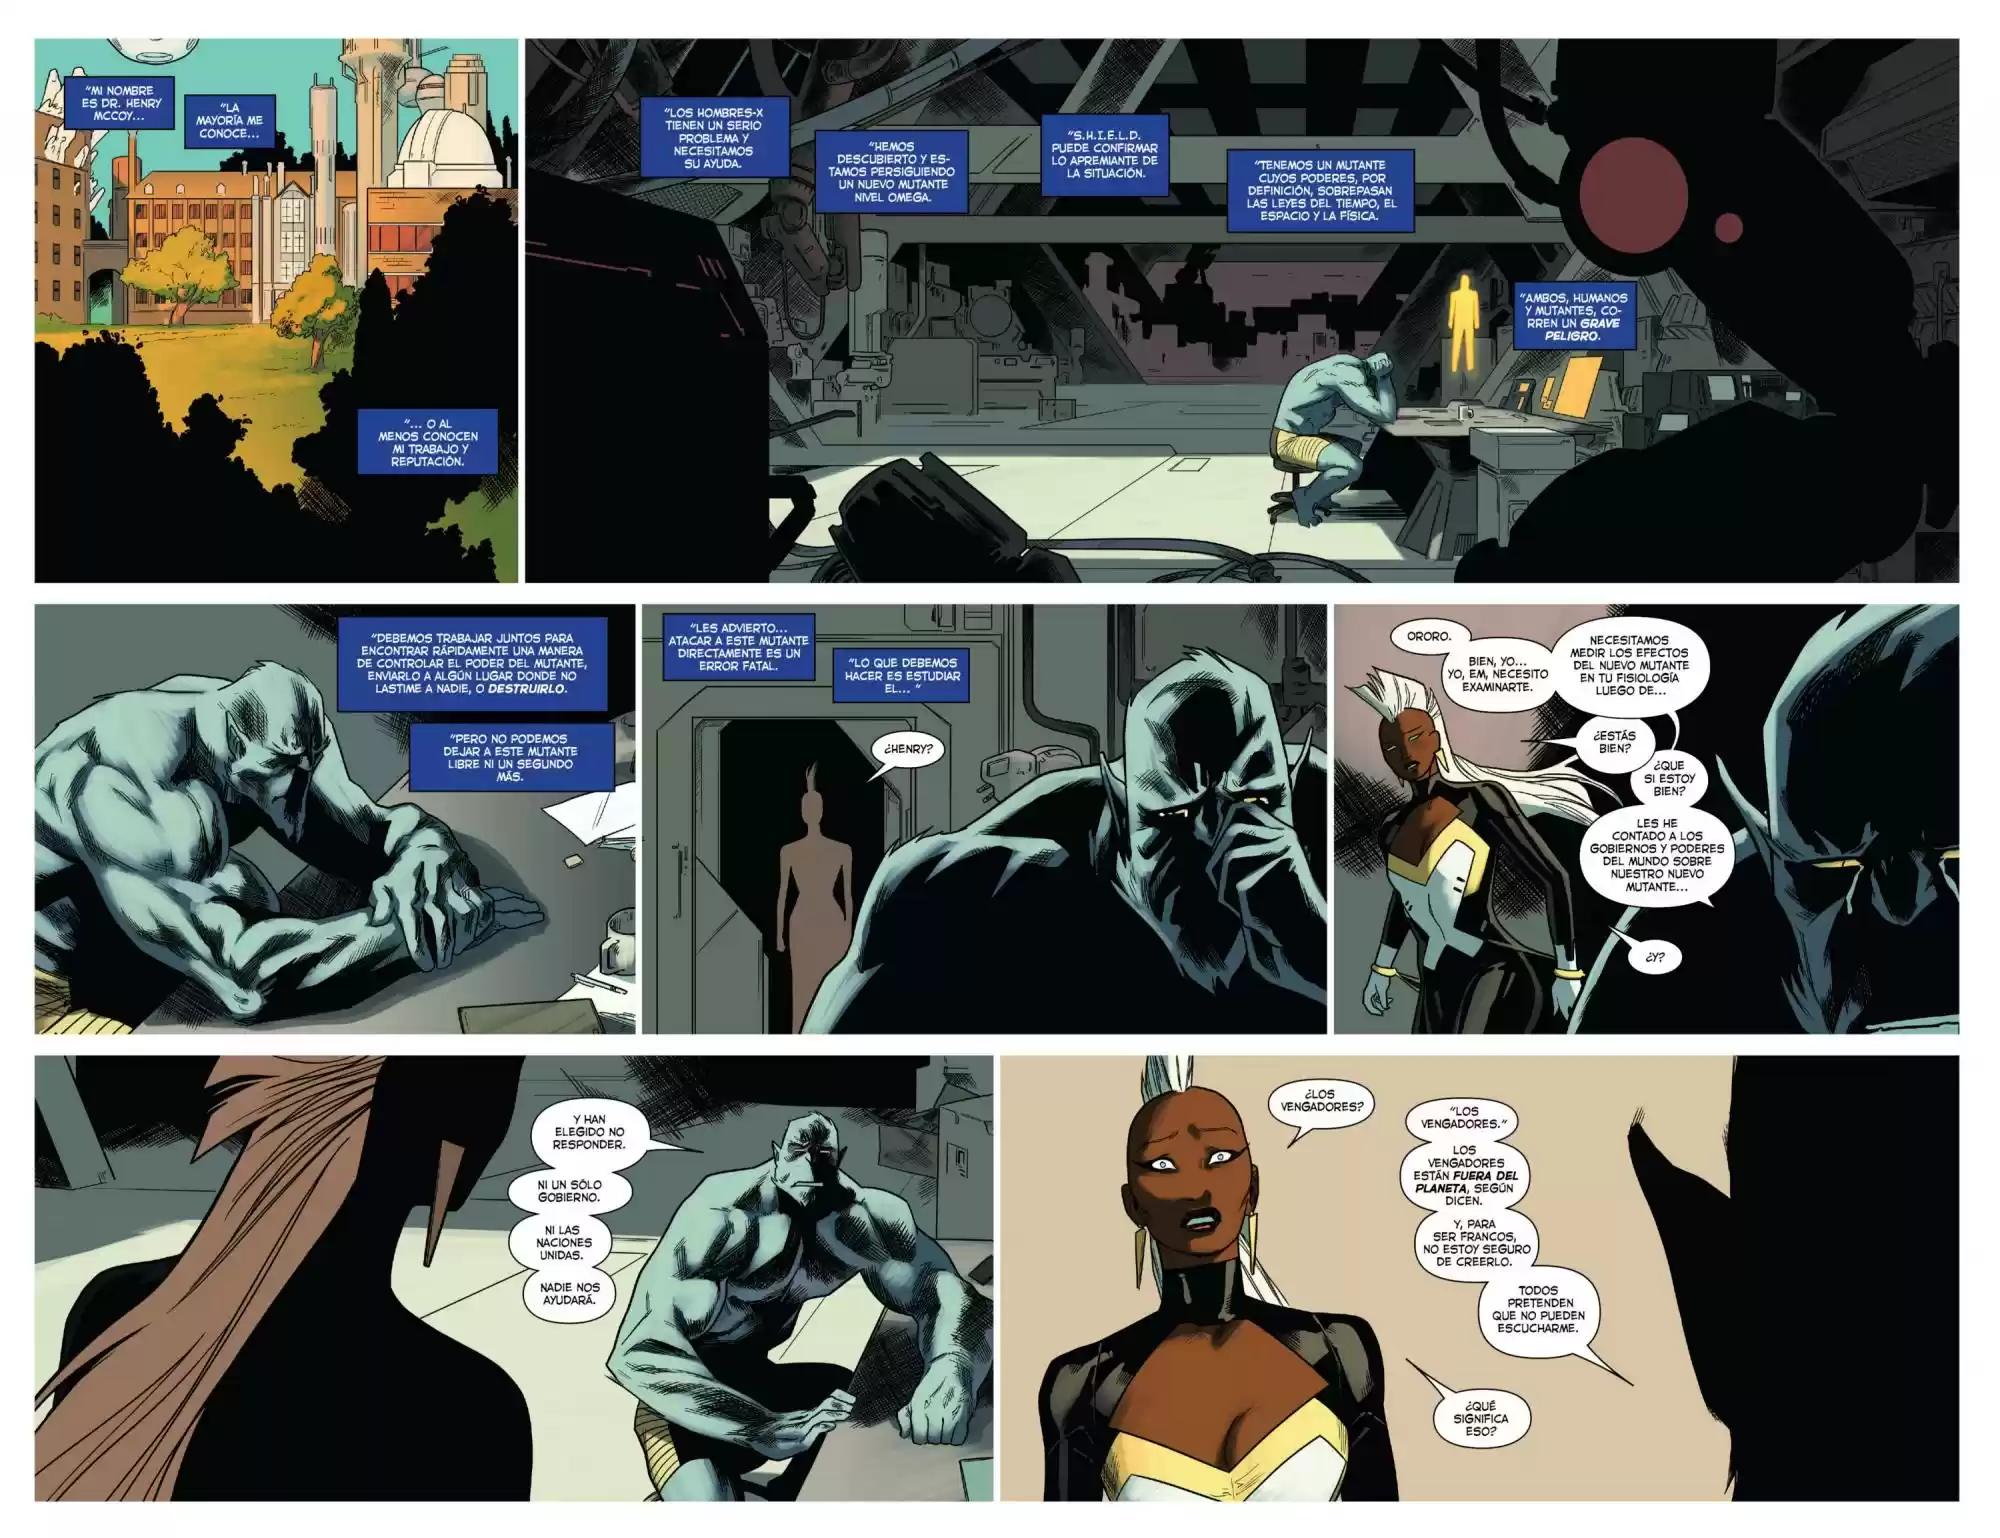 "MI NOMBRE
ES DR. HENRY
MCCOY...
"LA
MAYORÍA ME
CONOCE...
"... O AL
MENOS CONOCEN
MI TRABAJO Y
REPUTACIÓN.
"LOS HOMBRES-X
TIENEN UN SERIO
PROBLEMA Y
NECESITAMOS
SU AYUDA.
"HEMOS
DESCUBIERTO Y ES-
TAMOS PERSIGUIENDO
UN NUEVO MUTANTE
NIVEL OMEGA.
"S.H.I.E.L.D.
PUEDE CONFIRMAR
LO APREMIANTE DE
LA SITUACIÓN.
"TENEMOS UN MUTANTE
CUYOS PODERES, POR
DEFINICIÓN, SOBREPASAN
LAS LEYES DEL TIEMPO, EL
ESPACIO Y LA FÍSICA.
"AMBOS, HUMANOS
Y MUTANTES, CO-
RREN UN GRAVE
PELIGRO.
"DEBEMOS TRABAJAR JUNTOS PARA
ENCONTRAR RÁPIDAMENTE UNA MANERA
DE CONTROLAR EL PODER DEL MUTANTE,
ENVIARLO A ALGÚN LUGAR DONDE NO
LASTIME A NADIE, O DESTRUIRLO.
"PERO NO PODEMOS
DEJAR A ESTE MUTANTE
LIBRE NI UN SEGUNDO
MÁS.
"LES ADVIERTO...
ATACAR A ESTE MUTANTE
DIRECTAMENTE ES UN
ERROR FATAL.
"LO QUE DEBEMOS
HACER ES ESTUDIAR
EL... "
¿HENRY?
ORORO.
BIEN, YO...
YO, EM, NECESITO
EXAMINARTE.
NECESITAMOS
MEDIR LOS EFECTOS
DEL NUEVO MUTANTE
EN TU FISIOLOGÍA
LUEGO DE...
¿ESTÁS
BIEN?
¿QUE
SI ESTOY
BIEN?
LES HE
CONTADO A LOS
GOBIERNOS Y PODERES
DEL MUNDO SOBRE
NUESTRO NUEVO
MUTANTE...
¿Y?
Y HAN
ELEGIDO NO
RESPONDER.
NI UN SÓLO
GOBIERNO.
NI LAS
NACIONES
UNIDAS.
NADIE NOS
AYUDARÁ.
¿LOS
VENGADORES?
"LOS
VENGADORES."
LOS
VENGADORES
ESTÁN FUERA DEL
PLANETA, SEGÚN
DICEN.
Y, PARA
SER FRANCOS,
NO ESTOY SEGURO
DE CREERLO.
TODOS
PRETENDEN
QUE NO PUEDEN
ESCUCHARME.
¿QUÉ
SIGNIFICA
ESO?